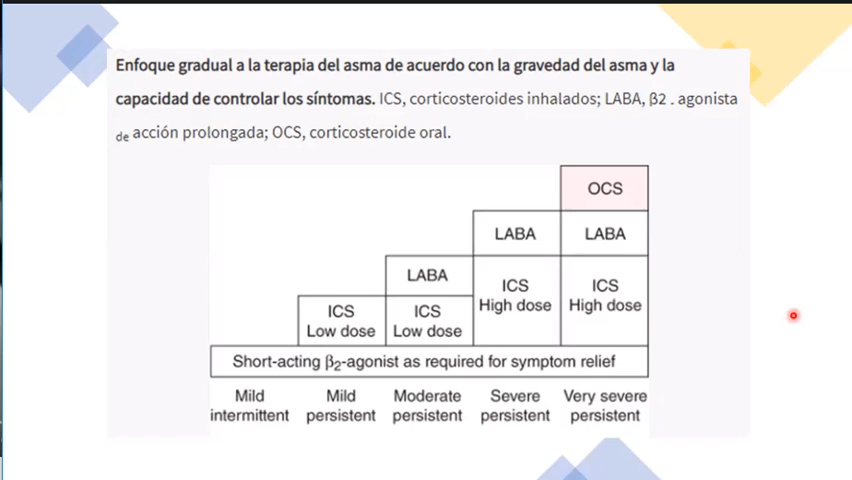 Enfoque gradual a la terapia del asma de acuerdo con la gravedad del asma y la
capacidad de controlar los síntomas. ICS, corticosteroides inhalados; LABA, β2 - agonista
de acción prolongada; OCS, corticosteroide oral.
OCS
LABA
LABA
LABA
ICS
High dose
ICS
High dose
ICS
Low dose
ICS
Low dose
Short-acting β2-agonist as required for symptom relief
Mild
intermittent
Mild
persistent
Moderate
persistent
Severe
persistent
Very severe
persistent